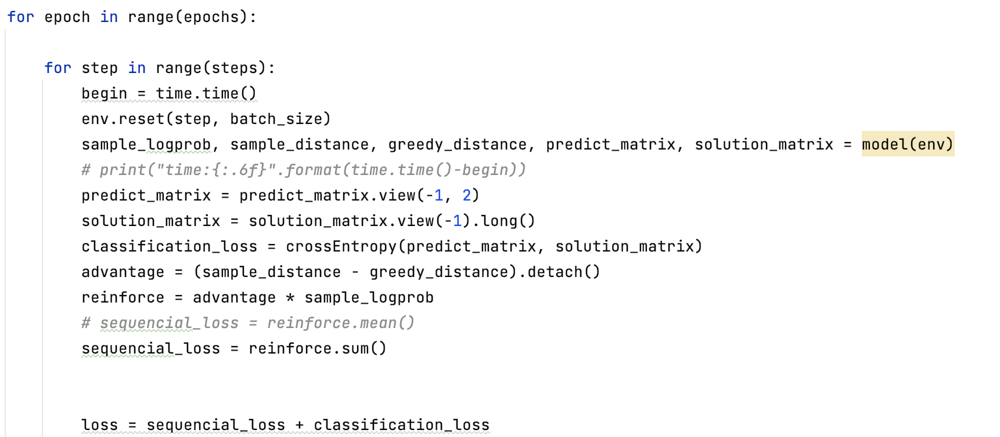 for epoch in range(epochs):
for step in range(steps):
begin = time.time()
env.reset(step, batch_size)
sample_logprob, sample_distance, greedy_distance, predict_matrix, solution_matrix = model(env)
# print("time:{:.6f}".format(time.time()-begin))
predict_matrix = predict_matrix.view(-1, 2)
solution_matrix = solution_matrix.view(-1).long()
classification_loss = crossEntropy(predict_matrix, solution_matrix)
advantage = (sample_distance - greedy_distance).detach()
reinforce = advantage * sample_logprob
# sequencial_loss = reinforce.mean()
sequencial_loss = reinforce.sum()
loss = sequencial_loss + classification_loss